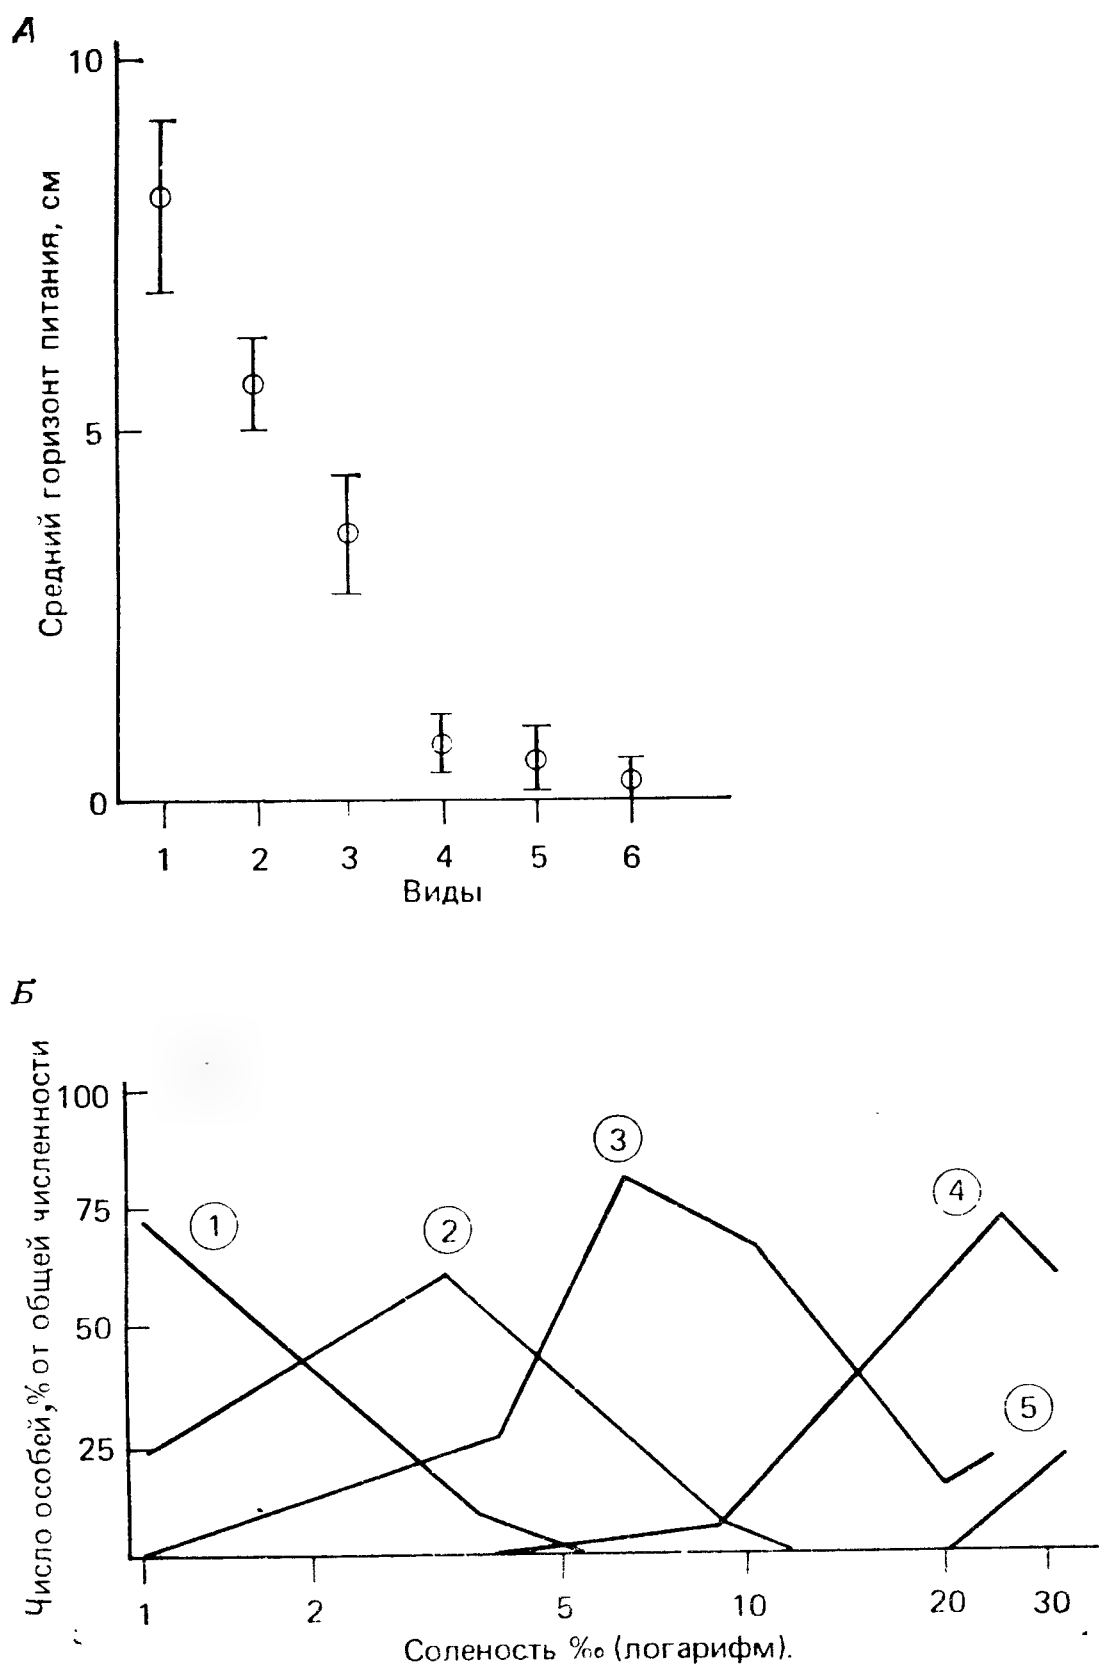 А
10
5
0
Средний горизонт питания, см
1 2 3 4 5 6
Виды
Б
100
75
50
25
Число особей,% от общей численности
1 2 3 4 5
1 2 5 10 20 30
Соленость ‰ (логарифм).